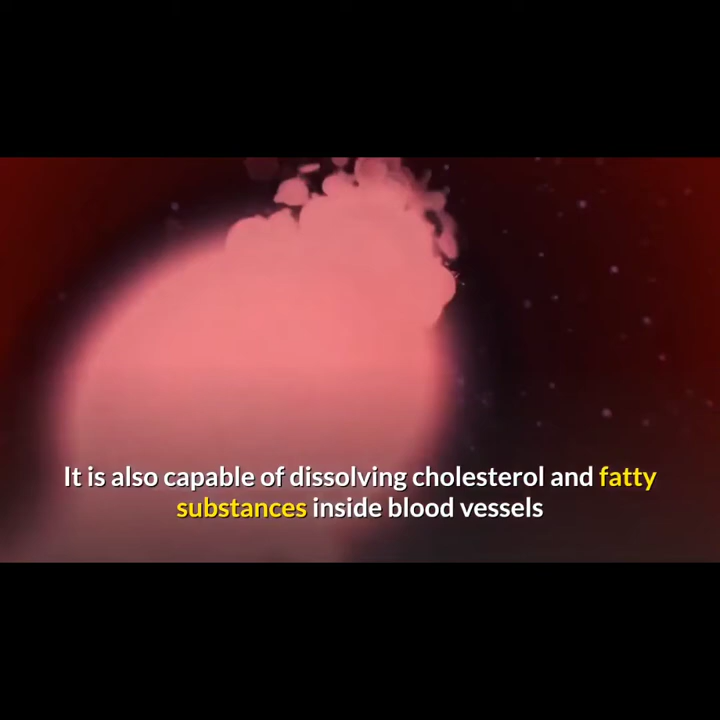 It is also capable of dissolving cholesterol and fatty
substances inside blood vessels